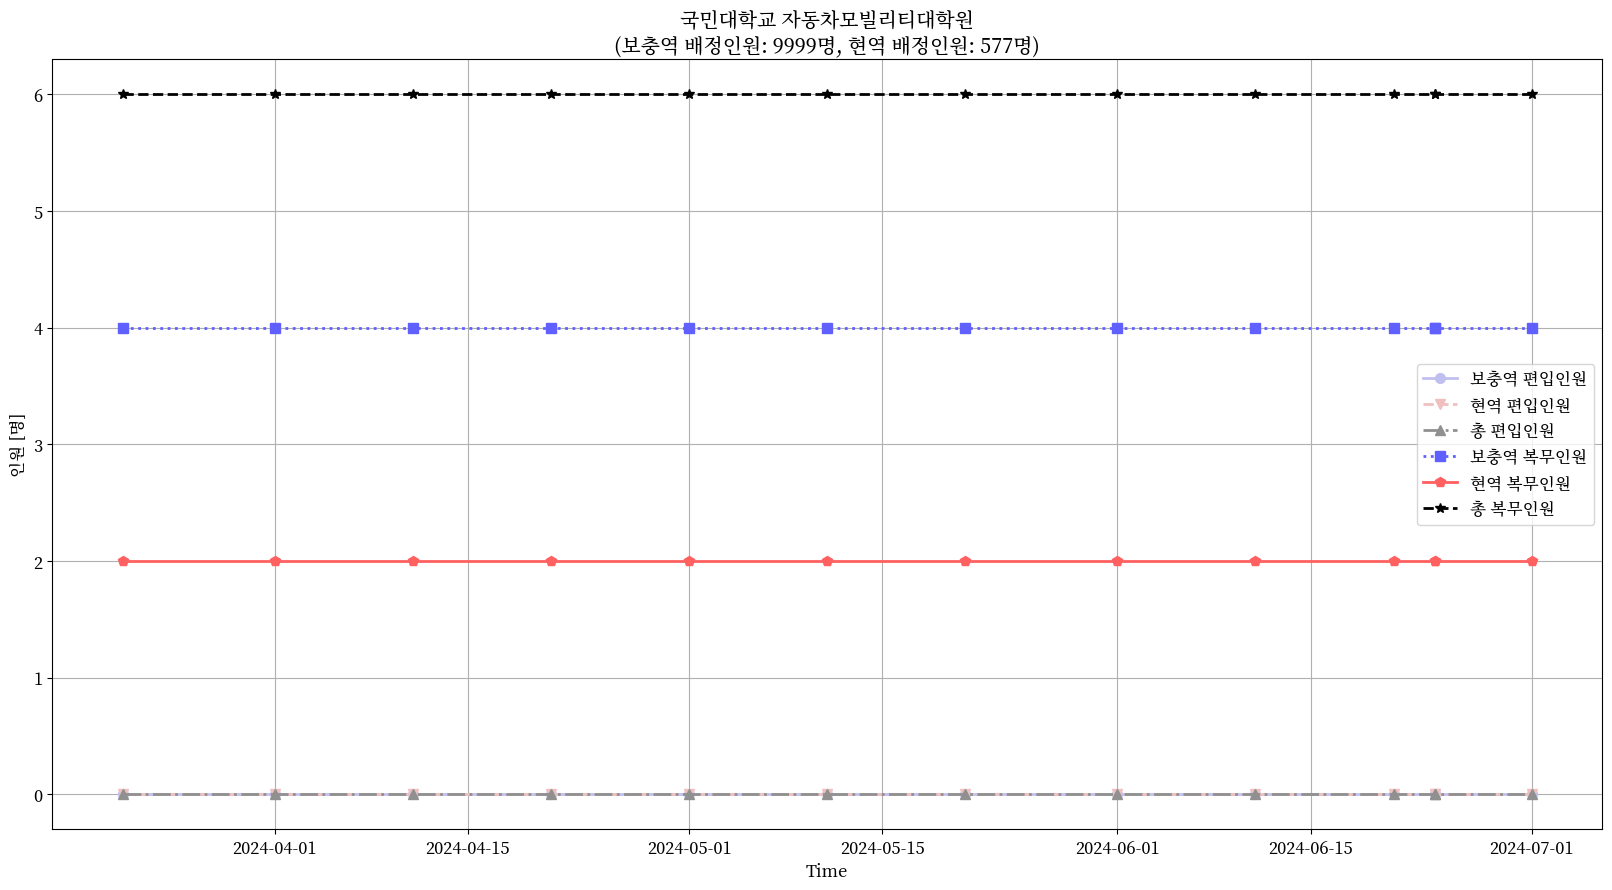 국민대학교 자동차모빌리티대학원
(보충역 배정인원: 9999명, 현역 배정인원: 577명)
6
5
4
3
2
1
0
인원 [명]
보충역 편입인원
현역 편입인원
총 편입인원
보충역 복무인원
현역 복무인원
총 복무인원
2024-04-01
2024-04-15
2024-05-01
2024-05-15
2024-06-01
2024-06-15
2024-07-01
Time